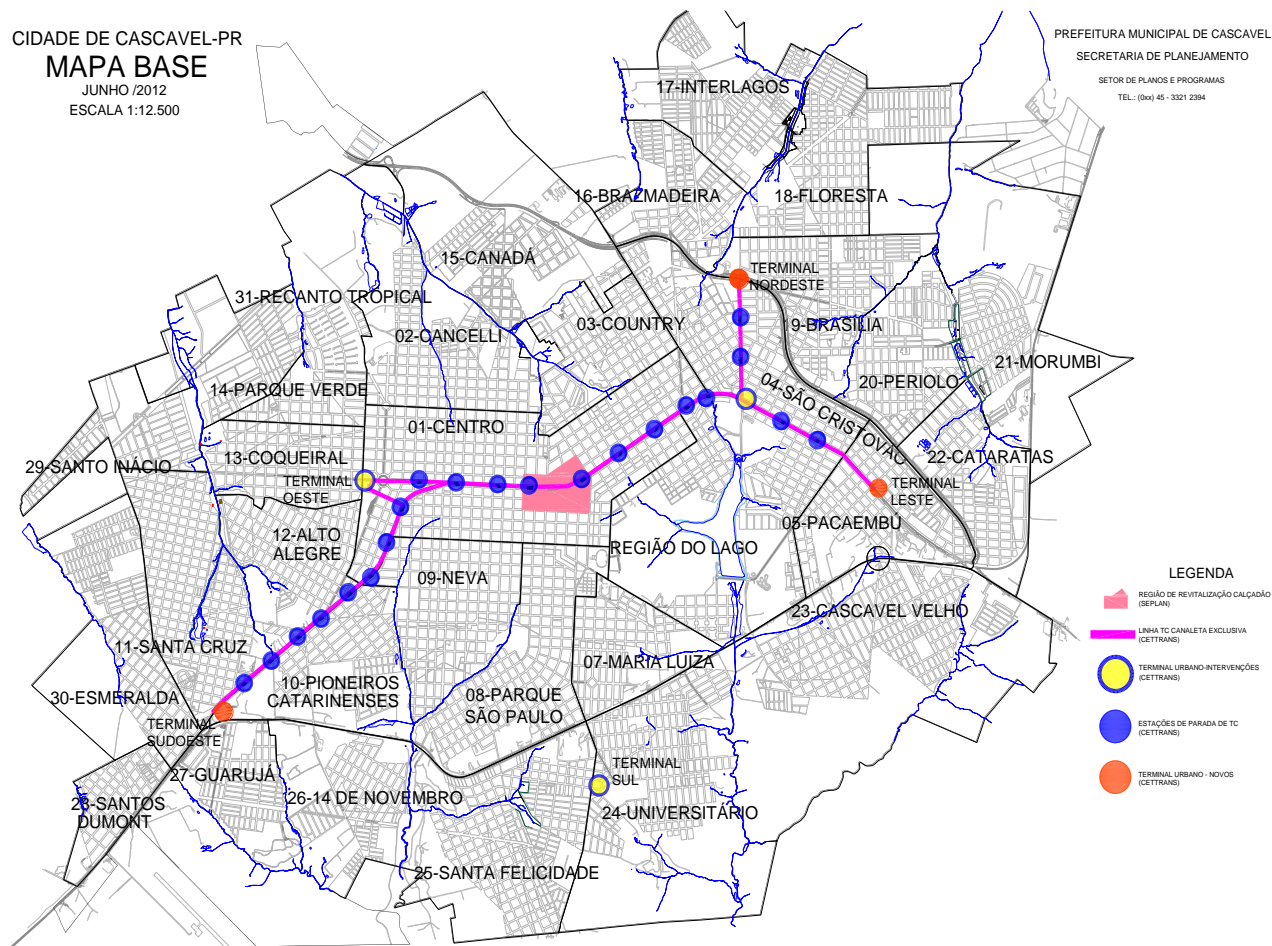 CIDADE DE CASCAVEL-PR
MAPA BASE
JUNHO /2012
ESCALA 1:12.500
PREFEITURA MUNICIPAL DE CASCAVEL
SECRETARIA DE PLANEJAMENTO
SETOR DE PLANOS E PROGRAMAS
TEL.: (0xx) 45 - 3321 2394
17-INTERLAGOS
16-BRAZMADEIRA
18-FLORESTA
15-CANADÁ
TERMINAL
NORDESTE
31-RECANTO TROPICAL
03-COUNTRY
9-BRASÍLIA
02-CANCELLI
21-MORUMBI
14-PARQUE VERDE
20-PERIOLO
04-SÃO CRISTOVÃO
01-CENTRO
13-COQUEIRAL
22-CATARATAS
29-SANTO INÁCIO
TERMINAL
OESTE
TERMINAL
LESTE
05-PACAEMBÚ
12-ALTO
ALEGRE
REGIÃO DO LAGO
09-NEVA
LEGENDA
REGIÃO DE REVITALIZAÇÃO CALÇADÃO
(SEPLAN)
LINHA TC CANALETA EXCLUSIVA
(CETTRANS)
TERMINAL URBANO-INTERVENÇÕES
(CETTRANS)
ESTAÇÕES DE PARADA DE TC
(CETTRANS)
TERMINAL URBANO - NOVOS
(CETTRANS)
23-CASCAVEL VELHO
11-SANTA CRUZ
07-MARIA LUIZA
10-PIONEIROS
CATARINENSES
08-PARQUE
SÃO PAULO
30-ESMERALDA
TERMINAL
SUDOESTE
27-GUARUJÁ
TERMINAL
SUL
26-14 DE NOVEMBRO
28-SANTOS
DUMONT
24-UNIVERSITÁRIO
25-SANTA FELICIDADE